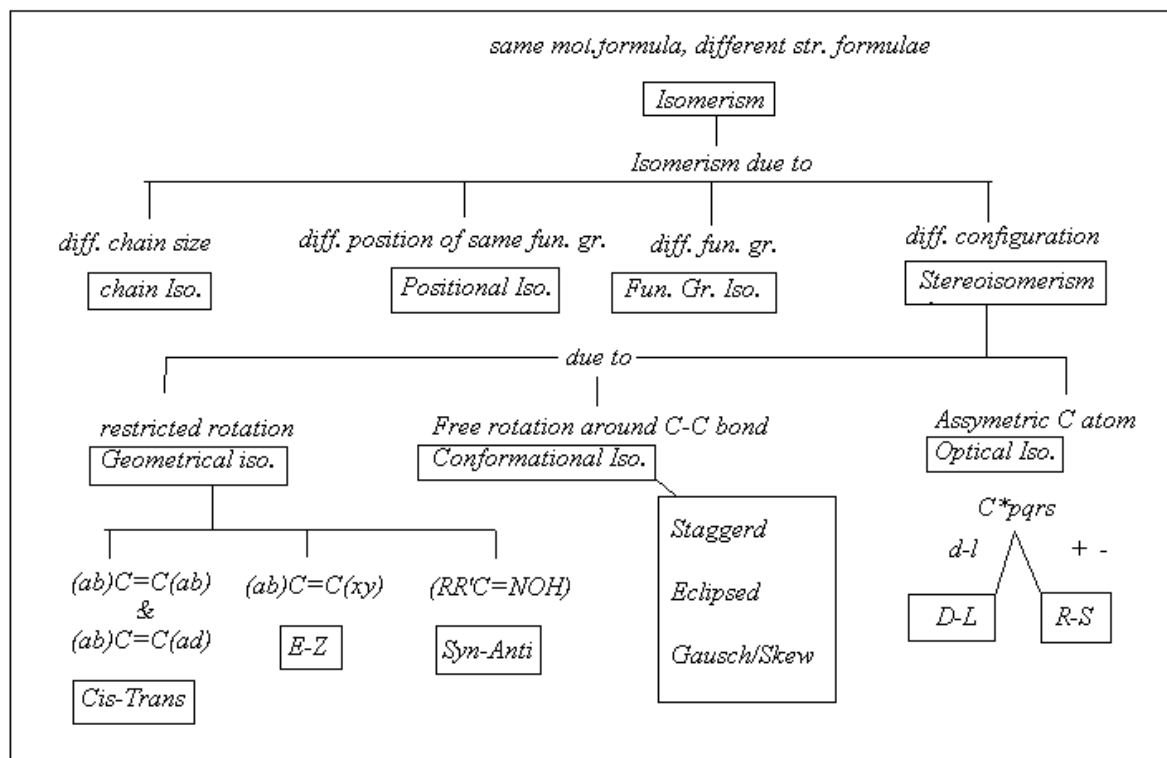 same mol.formula, different str. formulae
Isomerism
Isomerism due to
diff. chain size
diff. position of same fun. gr.
diff. fun. gr.
diff. configuration
chain Iso.
Positional Iso.
Fun. Gr. Iso.
Stereoisomerism
due to
restricted rotation
Free rotation around C-C bond
Assymetric C atom
Geometrical iso.
Conformational Iso.
Optical Iso.
C*pqrs
d-l
+ -
D-L
R-S
Staggerd
Eclipsed
Gausch/Skew
(ab)C=C(ab)
&
(ab)C=C(ad)
Cis-Trans
(ab)C=C(xy)
E-Z
(RR'C=NOH)
Syn-Anti